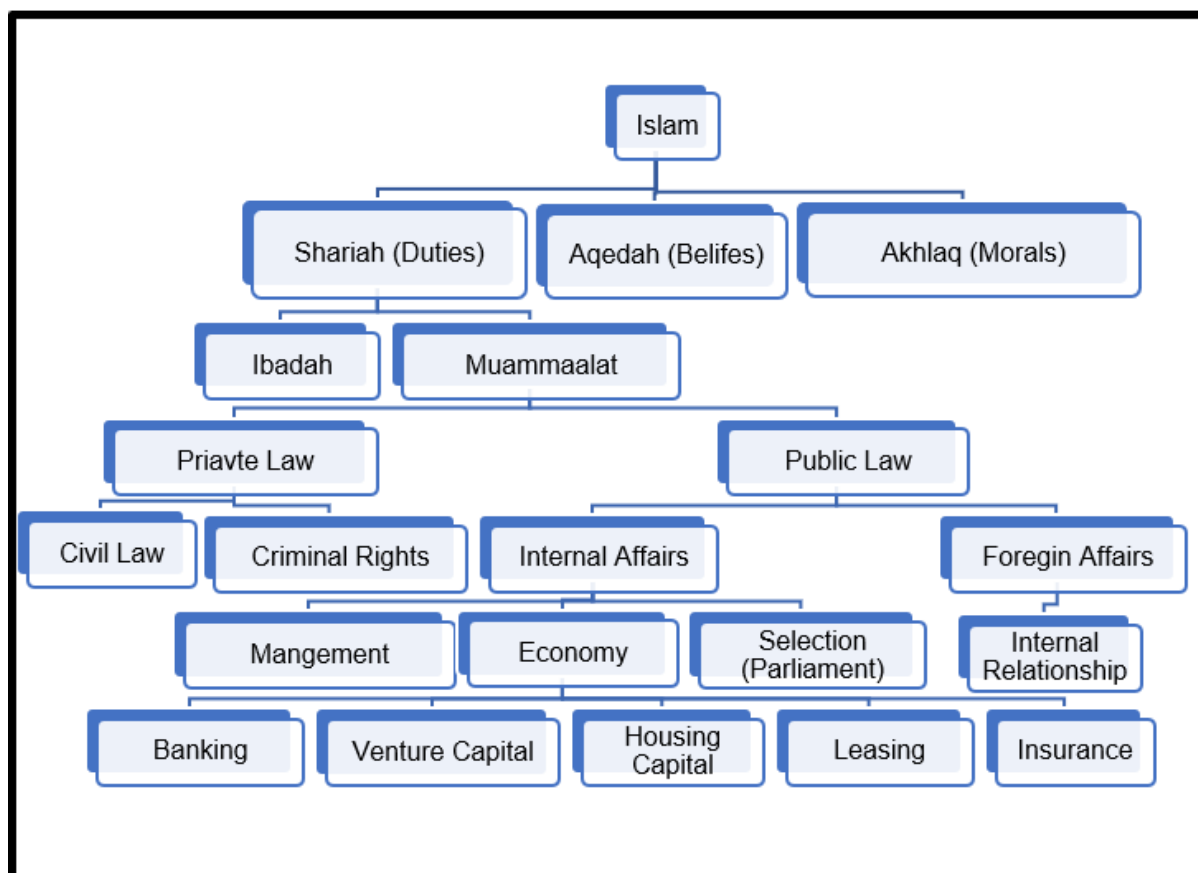 Islam
Shariah (Duties)
Aqedah (Belifes)
Akhlaq (Morals)
Ibadah
Muammaalat
Priavte Law
Public Law
Civil Law
Criminal Rights
Internal Affairs
Foregin Affairs
Mangement
Economy
Selection
(Parliament)
Internal
Relationship
Banking
Venture Capital
Housing
Capital
Leasing
Insurance